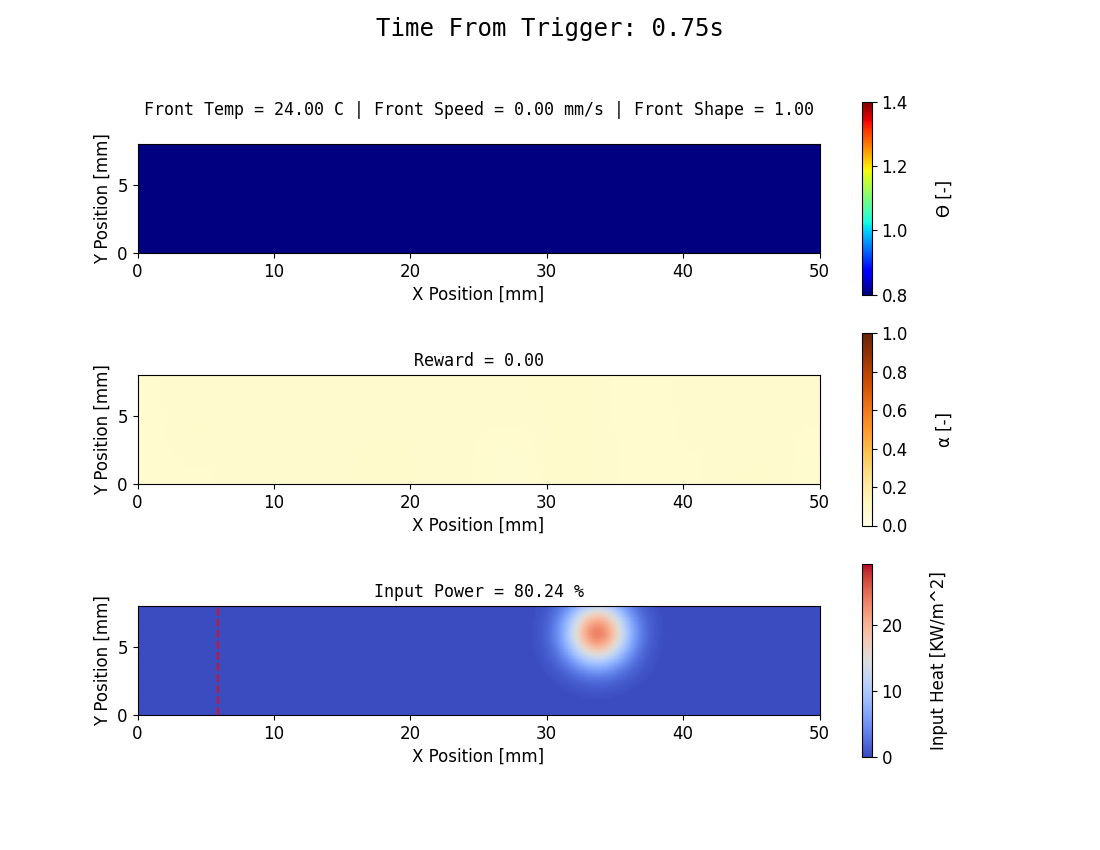 Time From Trigger: 0.75s
Front Temp = 24.00 C | Front Speed = 0.00 mm/s | Front Shape = 1.00
Y Position [mm]
5
0
0 10 20 30 40 50
X Position [mm]
1.4
1.2
1.0
0.8
Θ [-]
Reward = 0.00
Y Position [mm]
5
0
0 10 20 30 40 50
X Position [mm]
1.0
0.8
0.6
0.4
0.2
0.0
α [-]
Input Power = 80.24 %
Y Position [mm]
5
0
0 10 20 30 40 50
X Position [mm]
20
10
0
Input Heat [KW/m^2]